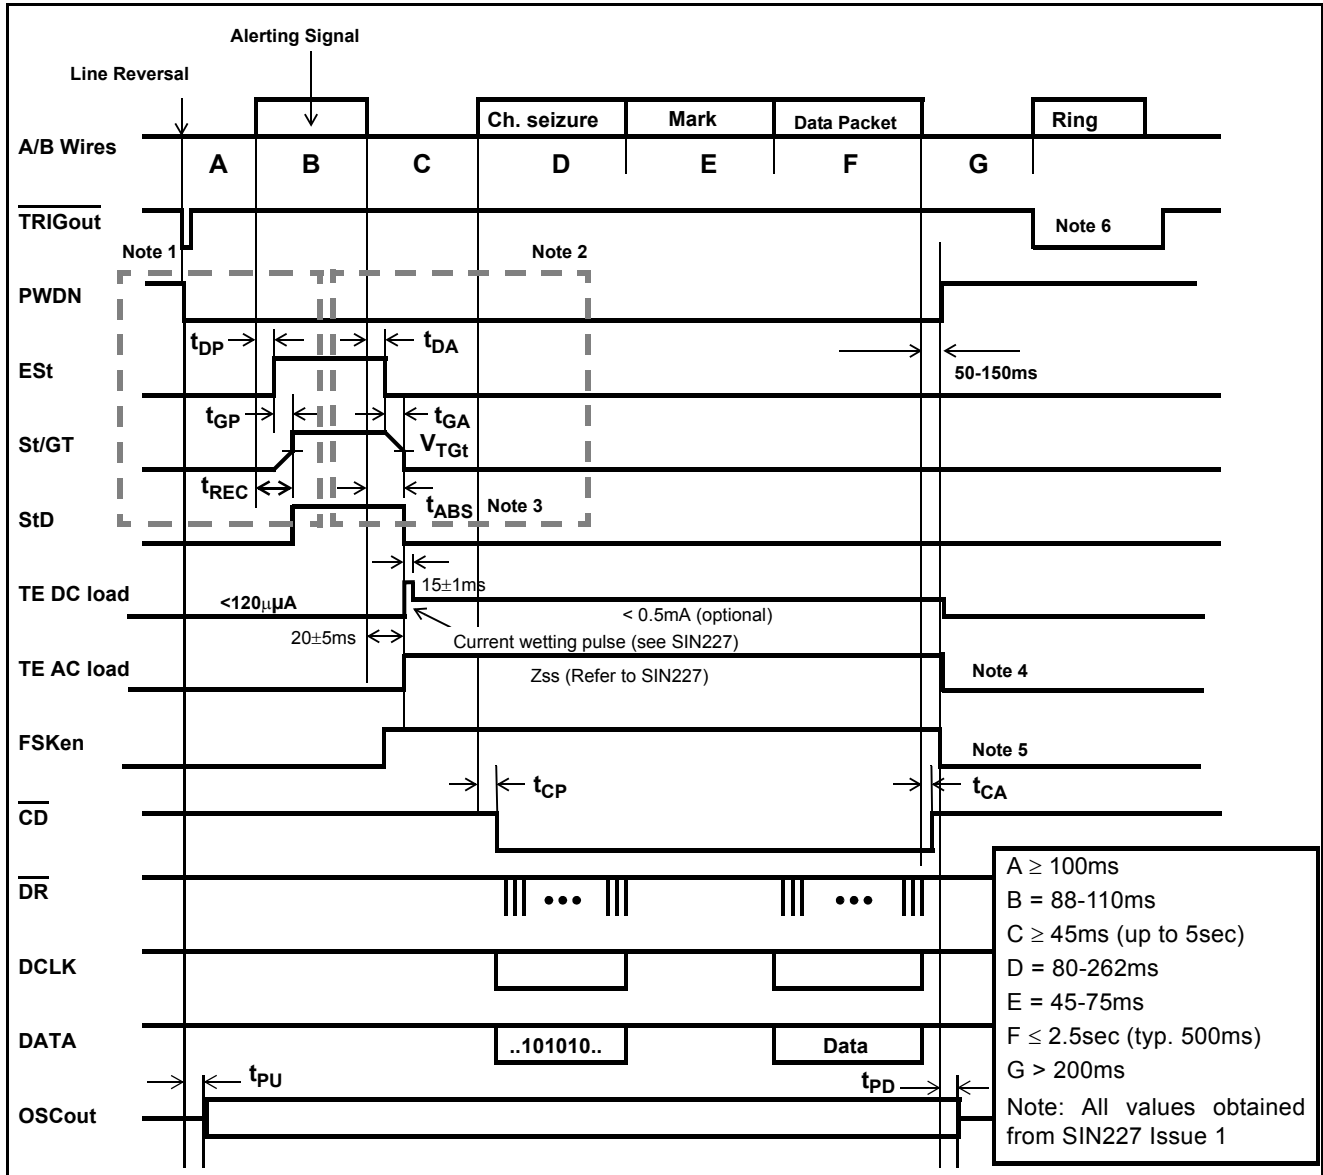 Alerting Signal
Line Reversal
Ch. seizure Mark Data Packet Ring
A/B Wires
A B C D E F G
TRIGout
Note 6
Note 1 Note 2
PWDN
tDP tDA
ESt
50-150ms
tGP tGA
St/GT
VTGt
tREC
tABS Note 3
StD
TE DC load
15±1ms
<120µµA
< 0.5mA (optional)
20±5ms
Current wetting pulse (see SIN227)
TE AC load
Zss (Refer to SIN227)
Note 4
FSKen
Note 5
tCP tCA
CD
DR
•••
•••
DCLK
DATA
..101010.. Data
tPU tPD
OSCout
A ≥ 100ms
B = 88-110ms
C ≥ 45ms (up to 5sec)
D = 80-262ms
E = 45-75ms
F ≤ 2.5sec (typ. 500ms)
G > 200ms
Note: All values obtained
from SIN227 Issue 1